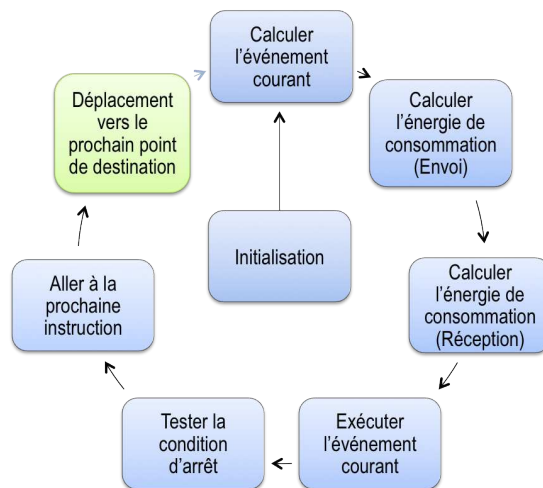 Calculer
l'événement
courant
Calculer
l'énergie de
consommation
(Envoi)
Calculer
l'énergie de
consommation
(Réception)
Exécuter
l'événement
courant
Tester la
condition
d'arrêt
Aller à la
prochaine
instruction
Déplacement
vers le
prochain point
de destination
Initialisation